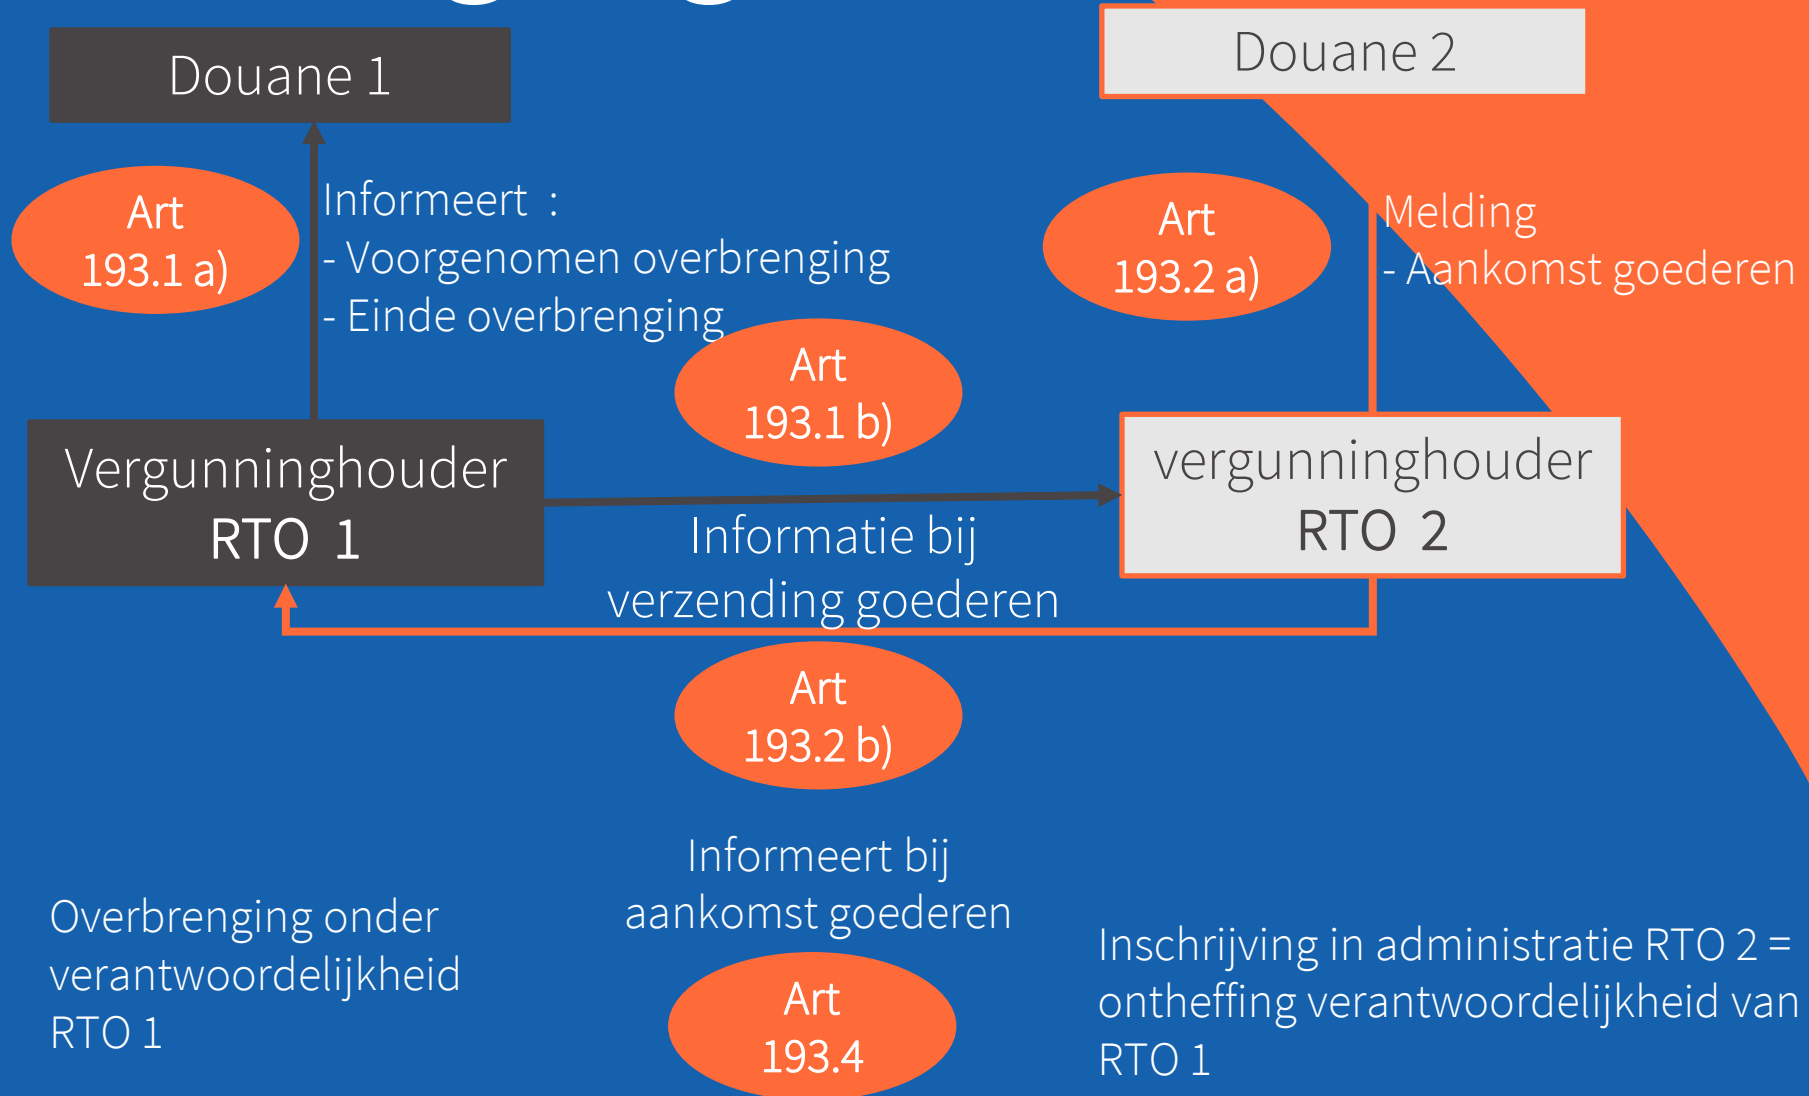 Douane 1
Douane 2
Art
193.1 a)
Informeert :
- Voorgenomen overbrenging
- Einde overbrenging
Art
193.2 a)
Melding
- Aankomst goederen
Art
193.1 b)
Vergunninghouder
RTO 1
vergunninghouder
RTO 2
Informatie bij
verzending goederen
Art
193.2 b)
Informeert bij
aankomst goederen
Overbrenging onder
verantwoordelijkheid
RTO 1
Art
193.4
Inschrijving in administratie RTO 2 =
ontheffing verantwoordelijkheid van
RTO 1